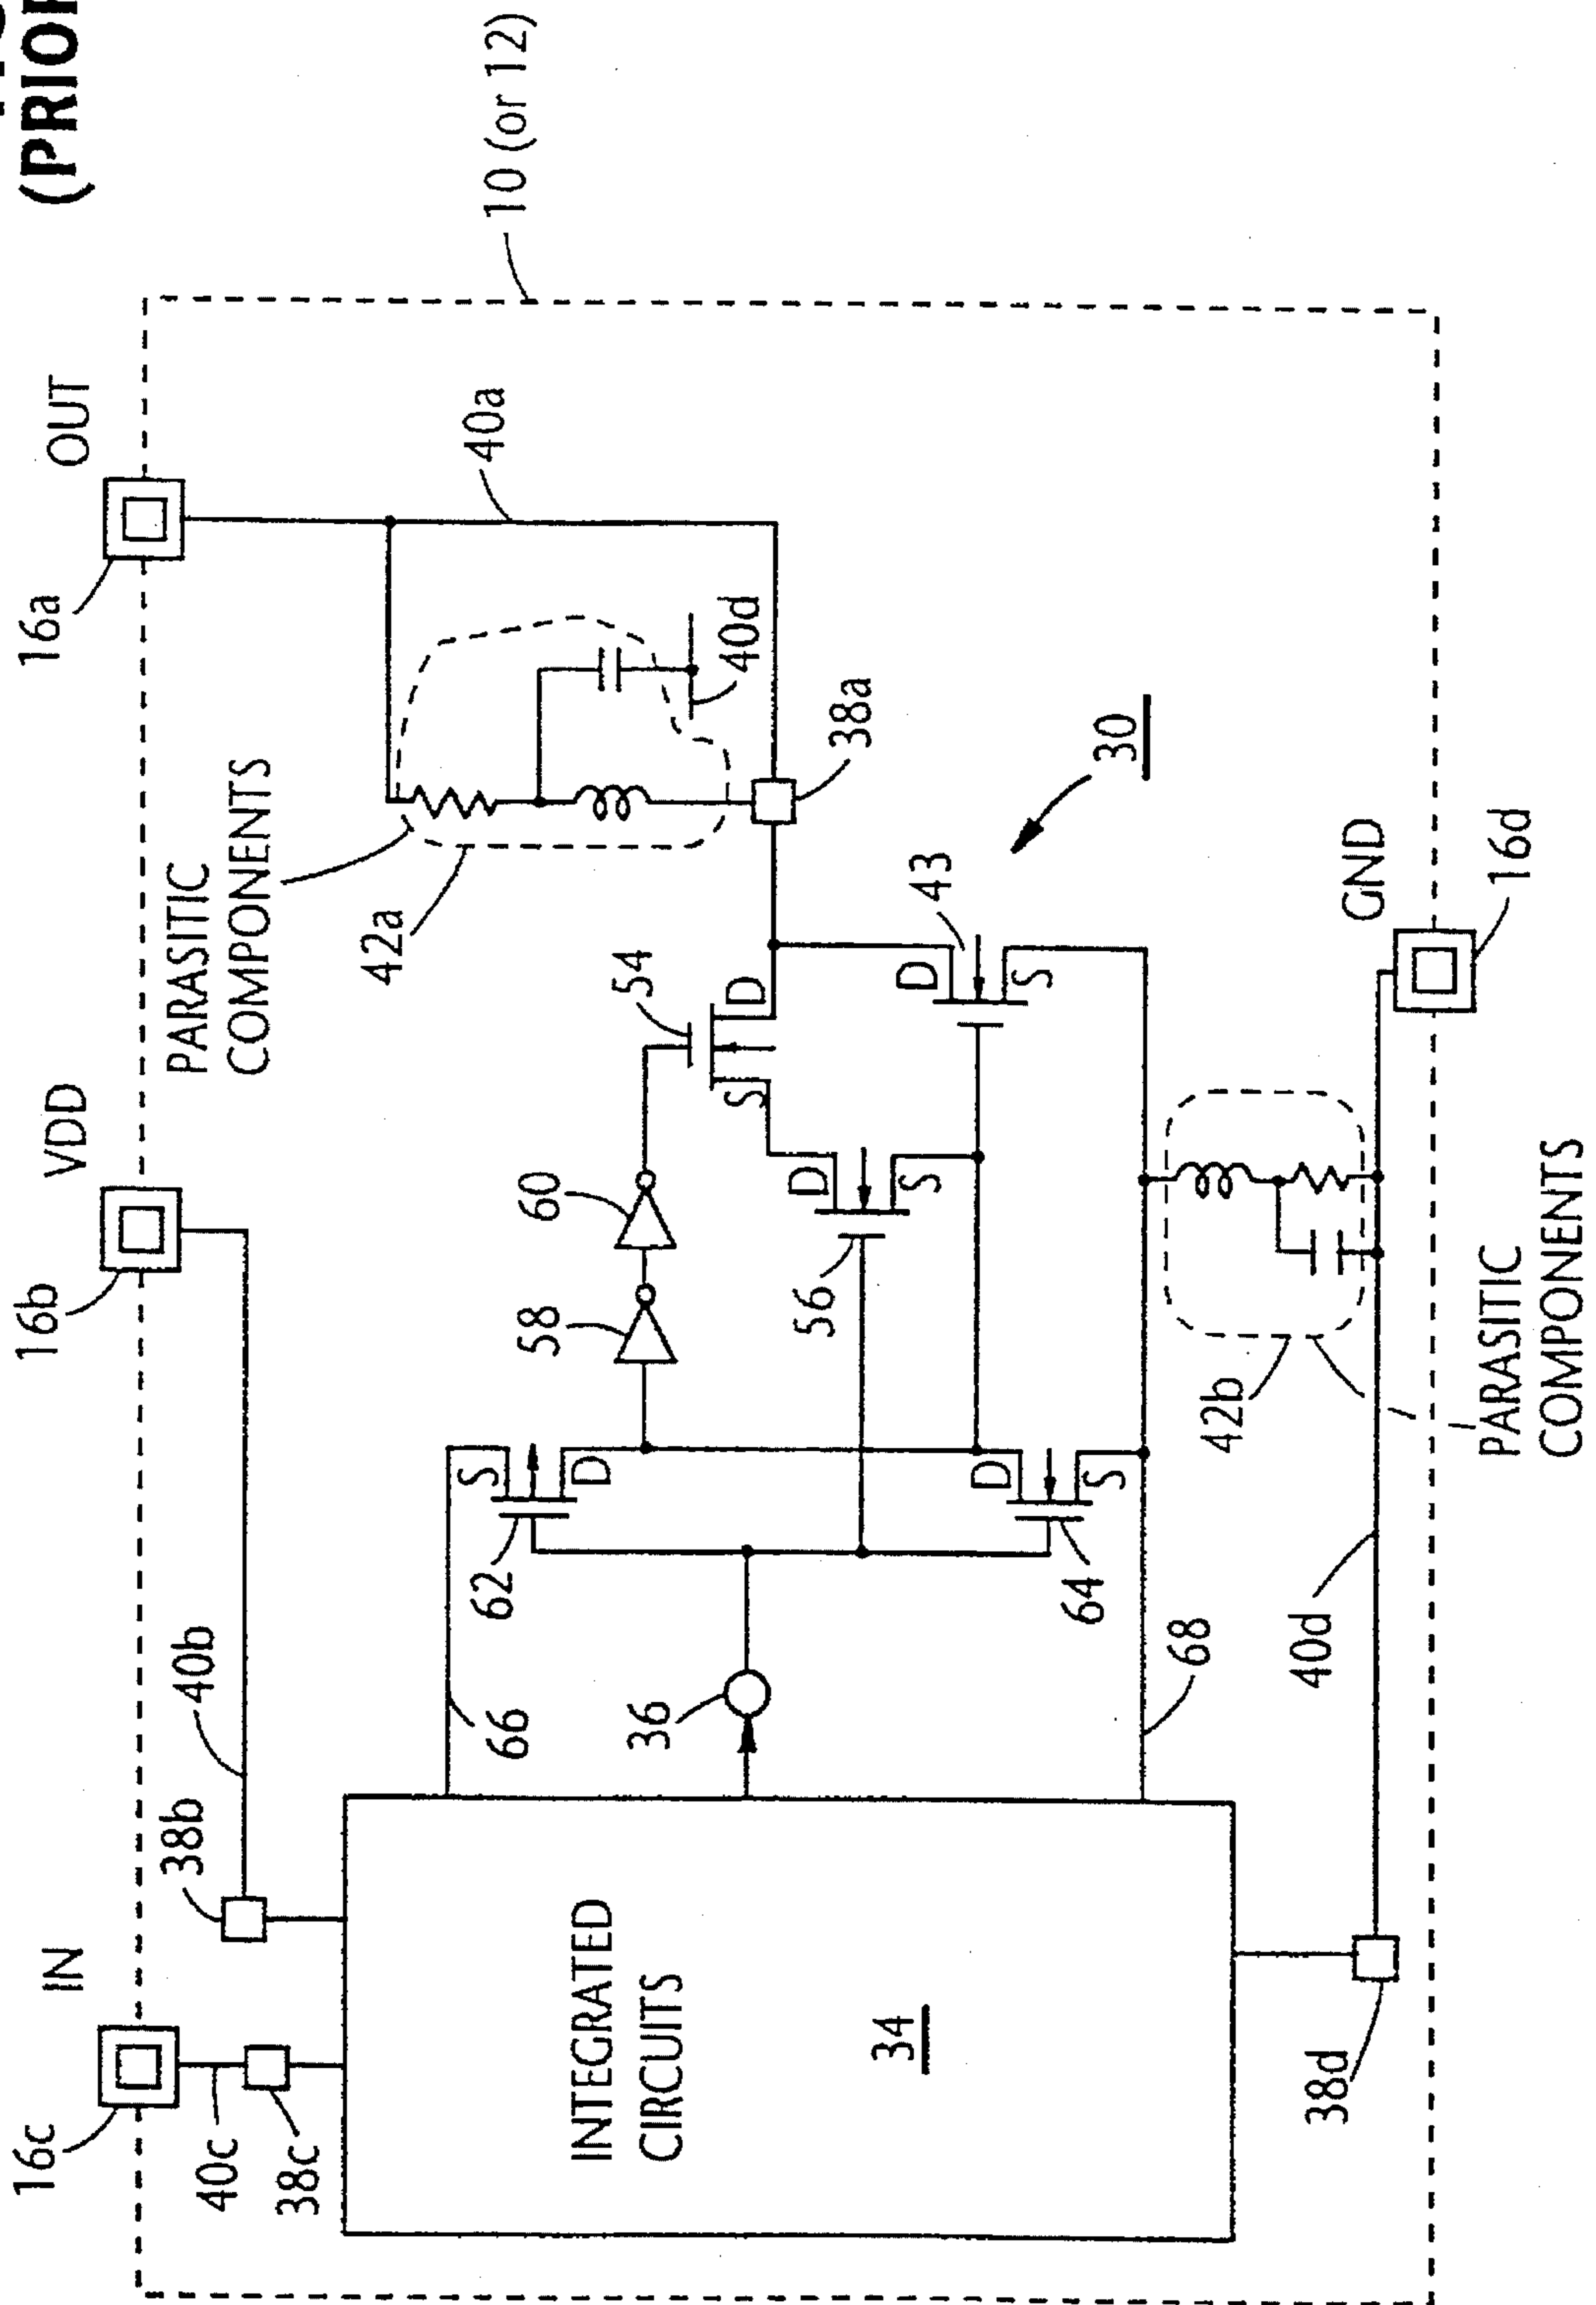 (PRIOR
10 (or 12)
IN
VDD
OUT
16c
16b
16a
40c
38c
38b
40b
PARASITIC
COMPONENTS
40a
42a
40d
38a
66
62
S
D
58
60
54
S
D
INTEGRATED
CIRCUITS
34
36
56
D
S
43
D
S
30
64
D
S
68
42b
40d
38d
GND
16d
PARASITIC
COMPONENTS